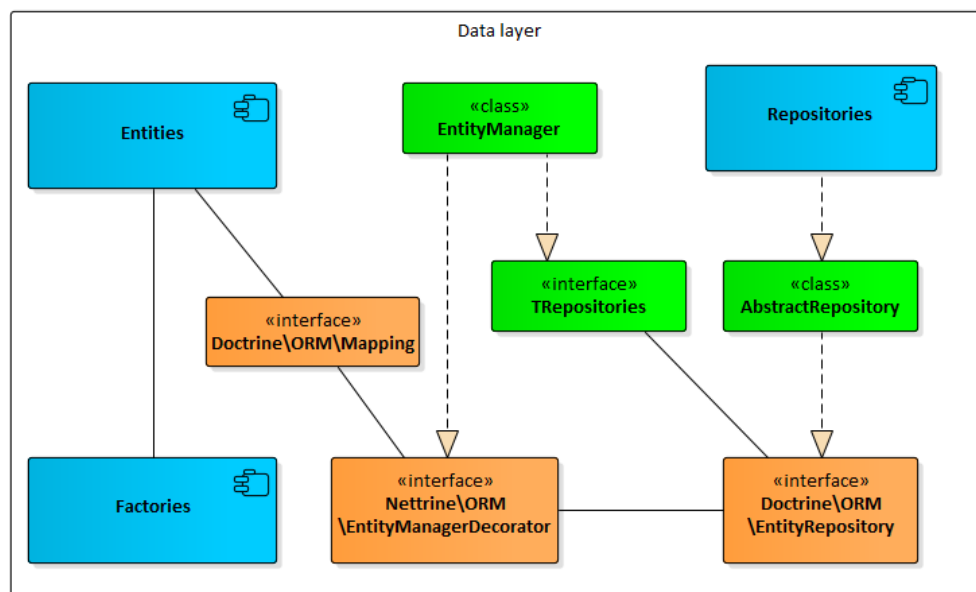 Data layer
Entities
«class»
EntityManager
Repositories
«interface»
TRepositories
«class»
AbstractRepository
«interface»
Doctrine\ORM\Mapping
Factories
«interface»
Nettrine\ORM
\EntityManagerDecorator
«interface»
Doctrine\ORM
\EntityRepository